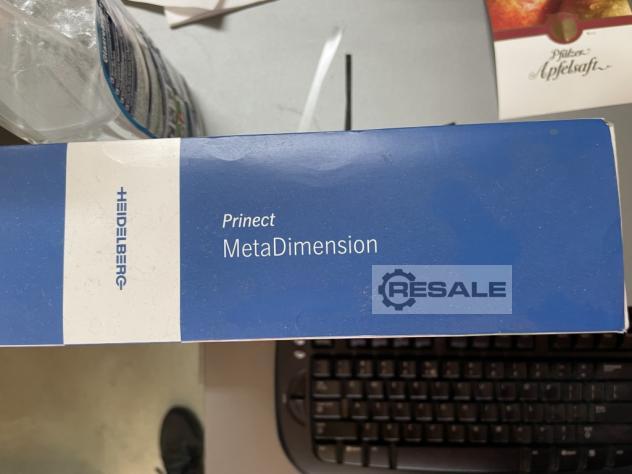 Pfälzer
Apfelsaft
HEIDELBERG
Prinect
MetaDimension
RESALE